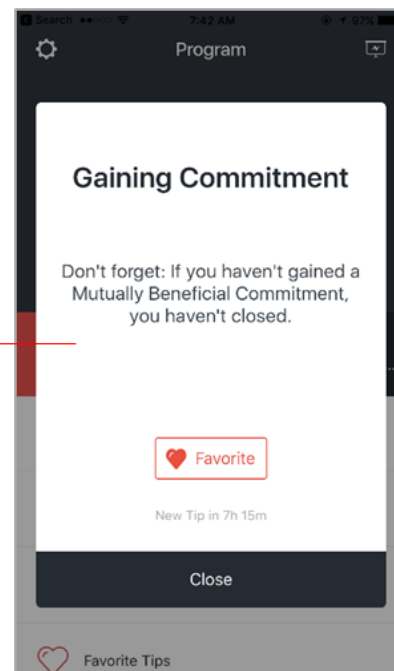 Search 7:42 AM 97%
Program
Gaining Commitment
Don't forget: If you haven't gained a
Mutually Beneficial Commitment,
you haven't closed.
Favorite
New Tip in 7h 15m
Close
Favorite Tips